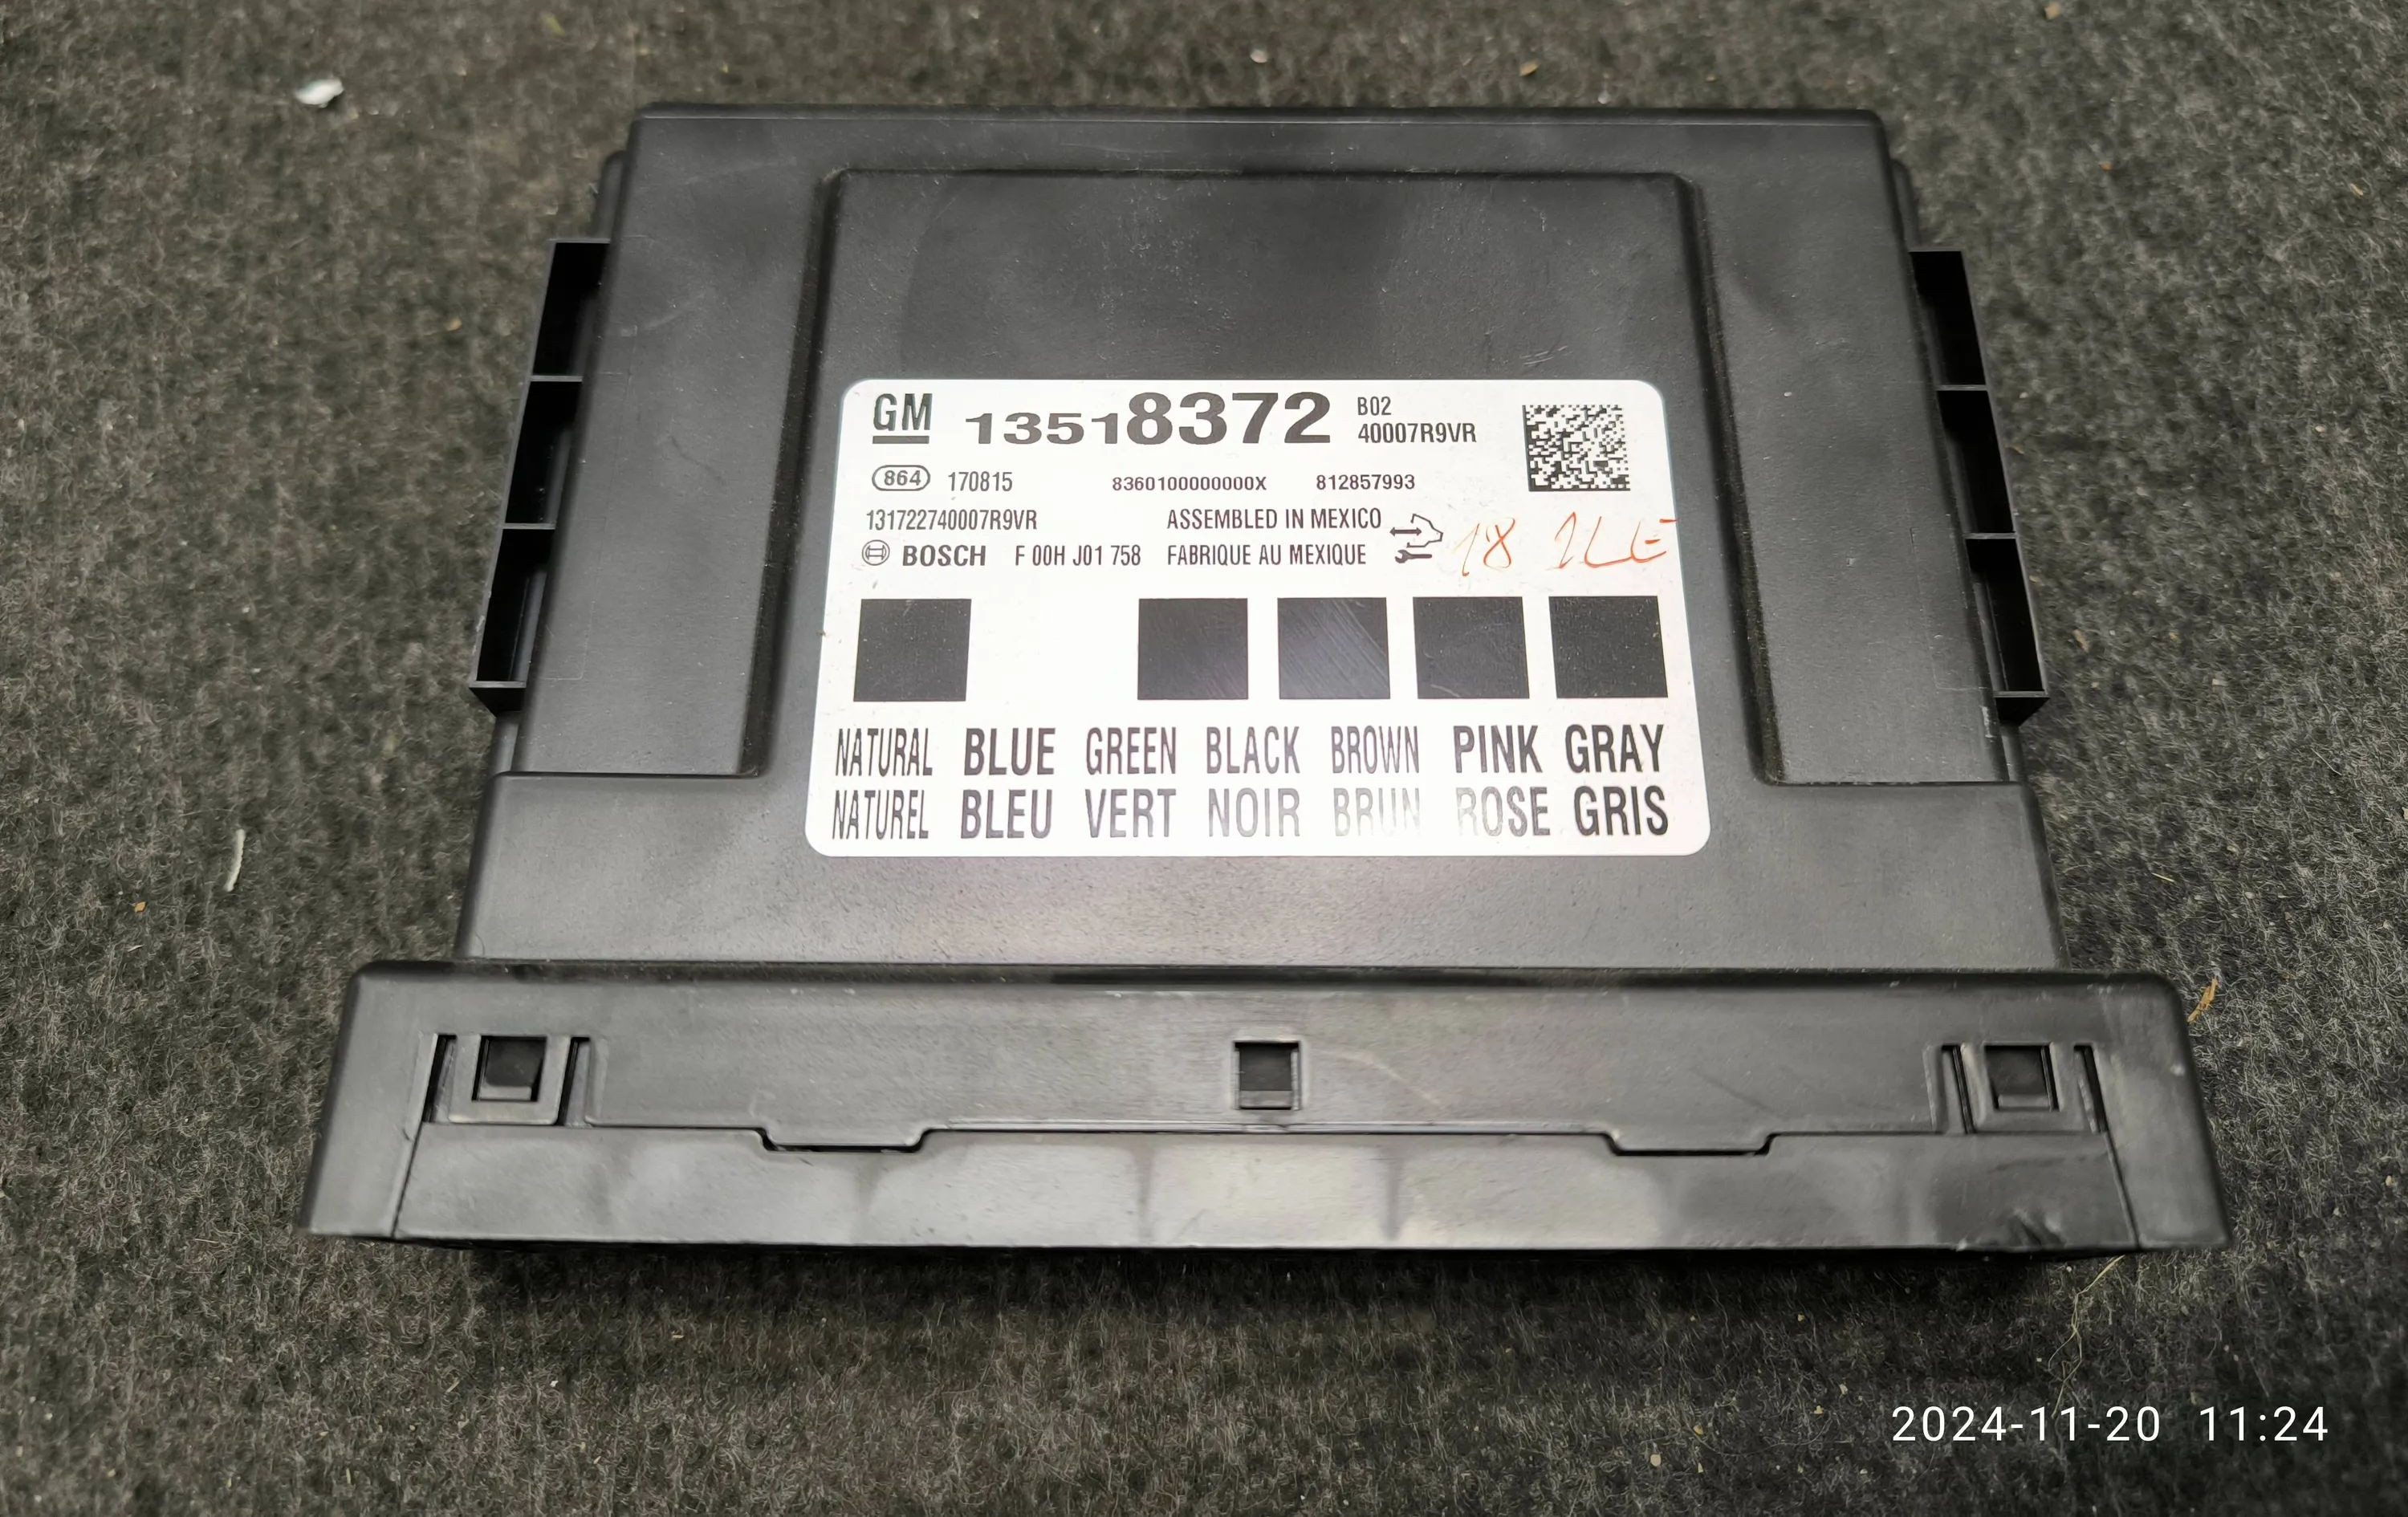 GM 13518372 B02
40007R9VR
864 170815 8360100000000X 812857993
131722740007R9VR ASSEMBLED IN MEXICO
BOSCH F 00H J01 758 FABRIQUE AU MEXIQUE
18 1LE
NATURAL BLUE GREEN BLACK BROWN PINK GRAY
NATUREL BLEU VERT NOIR BRUN ROSE GRIS
2024-11-20 11:24